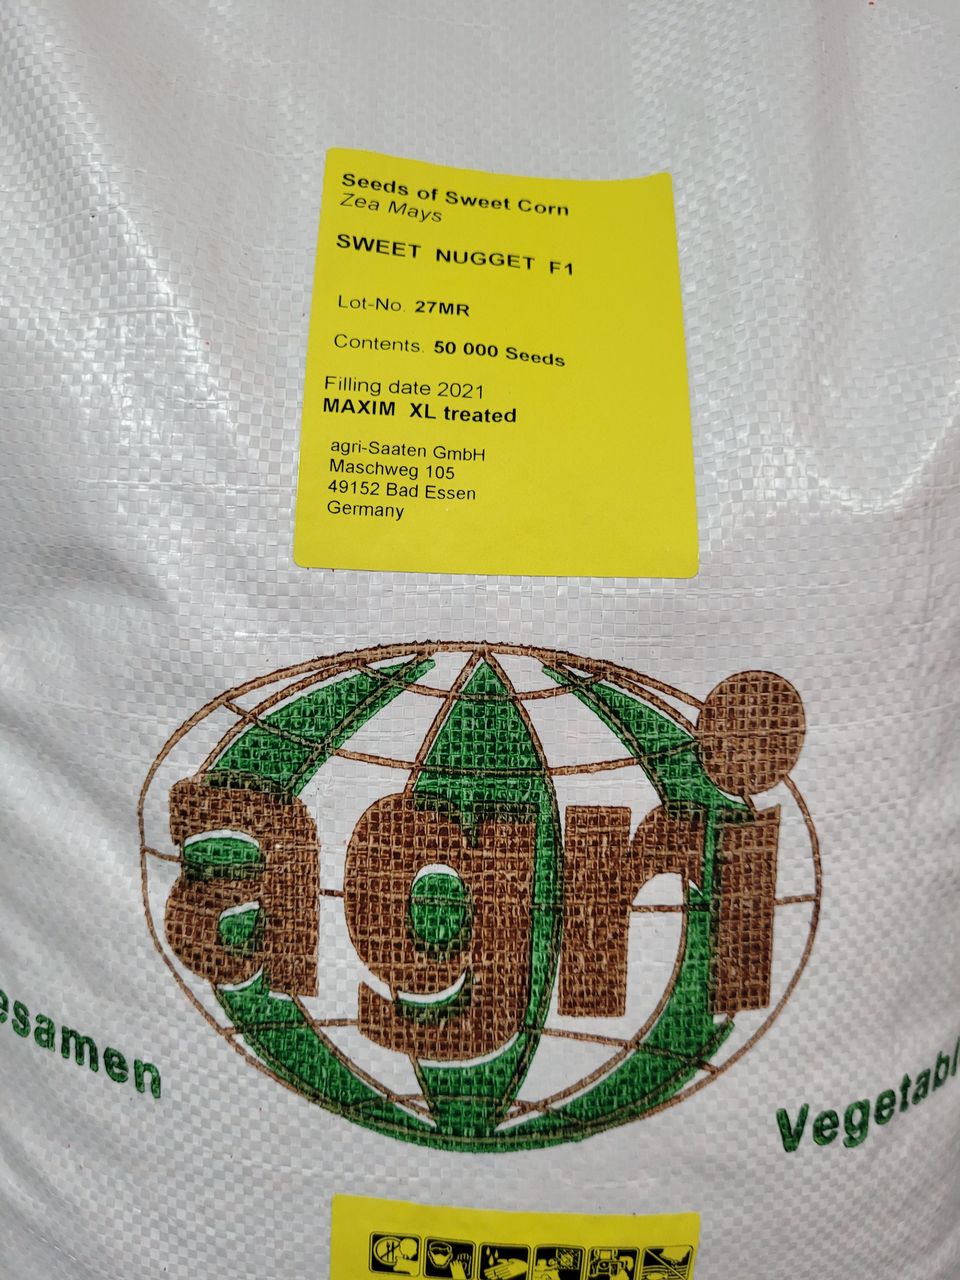 Seeds of Sweet Corn
Zea Mays
SWEET NUGGET F1
Lot-No. 27MR
Contents. 50 000 Seeds
Filling date 2021
MAXIM XL treated
agri-Saaten GmbH
Maschweg 105
49152 Bad Essen
Germany
agri
esamen
Vegetabl